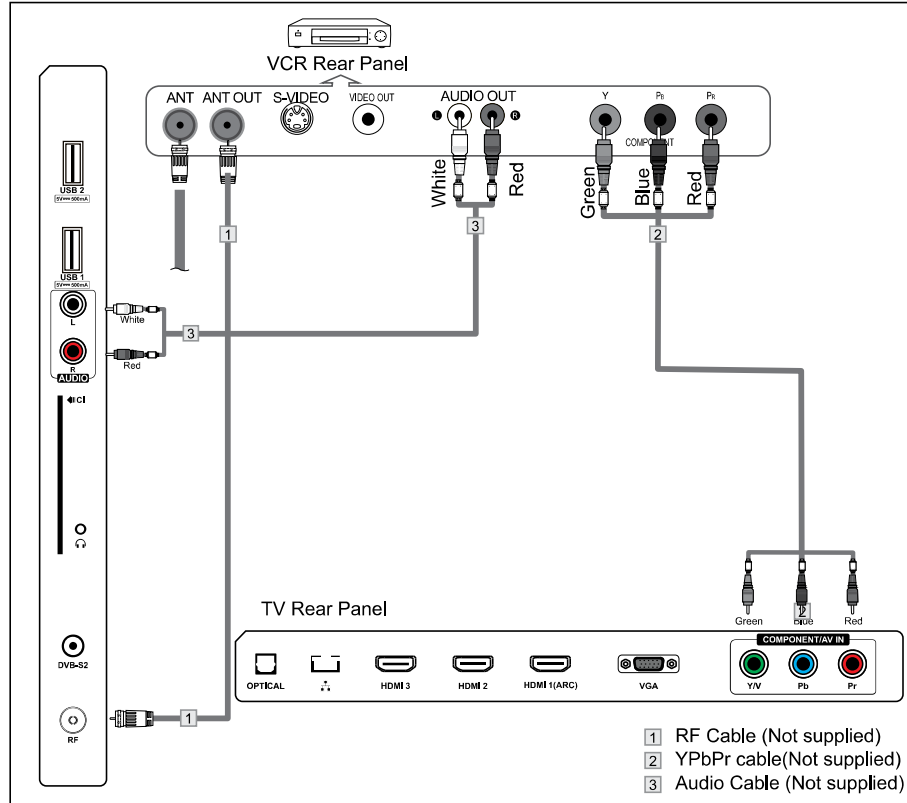 VCR Rear Panel
ANT
ANT OUT
S-VIDEO
VIDEO OUT
AUDIO OUT
L
R
Y
PB
PR
COMPONENT
White
Red
Green
Blue
Red
1
3
2
USB 2
5V⎓500mA
USB 1
5V⎓500mA
L
White
3
R
Red
AUDIO
CI
DVB-S2
RF
1
TV Rear Panel
Green
Blue
2
Red
COMPONENT/AV IN
OPTICAL
HDMI 3
HDMI 2
HDMI 1(ARC)
VGA
Y/V
Pb
Pr
1 RF Cable (Not supplied)
2 YPbPr cable(Not supplied)
3 Audio Cable (Not supplied)